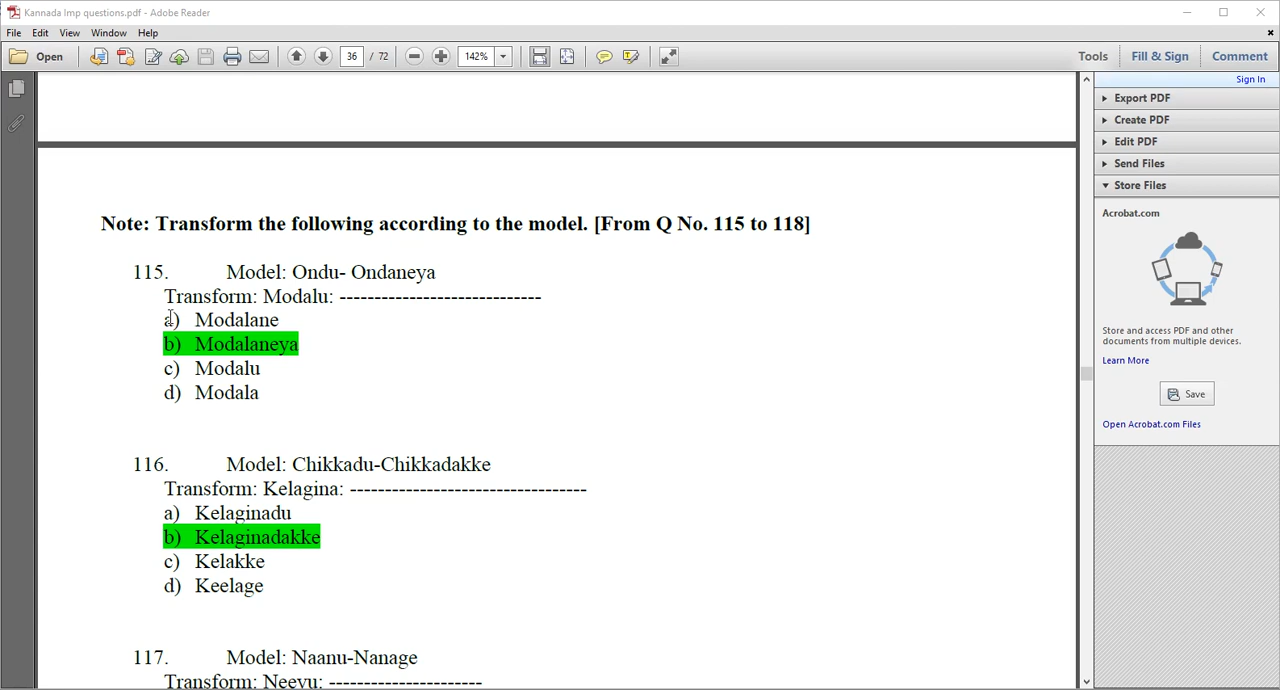 Kannada Imp questions.pdf - Adobe Reader
File Edit View Window Help
Open 36 / 72 142% Tools Fill & Sign Comment
Sign In
Export PDF
Create PDF
Edit PDF
Send Files
Store Files
Acrobat.com
Store and access PDF and other
documents from multiple devices.
Learn More
Save
Open Acrobat.com Files
Note: Transform the following according to the model. [From Q No. 115 to 118]
115. Model: Ondu- Ondaneya
Transform: Modalu: -----------------------------
a) Modalane
b) Modalaneya
c) Modalu
d) Modala
116. Model: Chikkadu-Chikkadakke
Transform: Kelagina: ----------------------------------
a) Kelaginadu
b) Kelaginadakke
c) Kelakke
d) Keelage
117. Model: Naanu-Nanage
Transform: Neevu: ----------------------